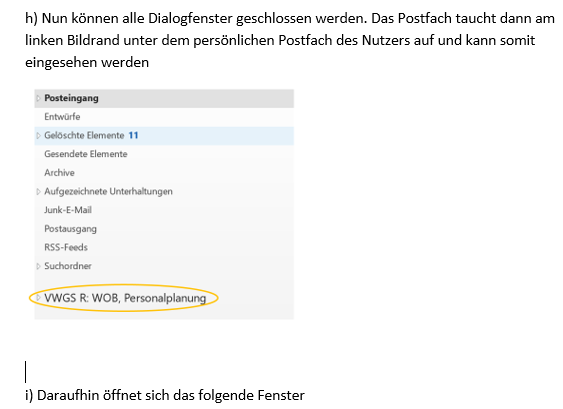 h) Nun können alle Dialogfenster geschlossen werden. Das Postfach taucht dann am
linken Bildrand unter dem persönlichen Postfach des Nutzers auf und kann somit
eingesehen werden
Posteingang
Entwürfe
Gelöschte Elemente 11
Gesendete Elemente
Archive
Aufgezeichnete Unterhaltungen
Junk-E-Mail
Postausgang
RSS-Feeds
Suchordner
VWGS R: WOB, Personalplanung
i) Daraufhin öffnet sich das folgende Fenster